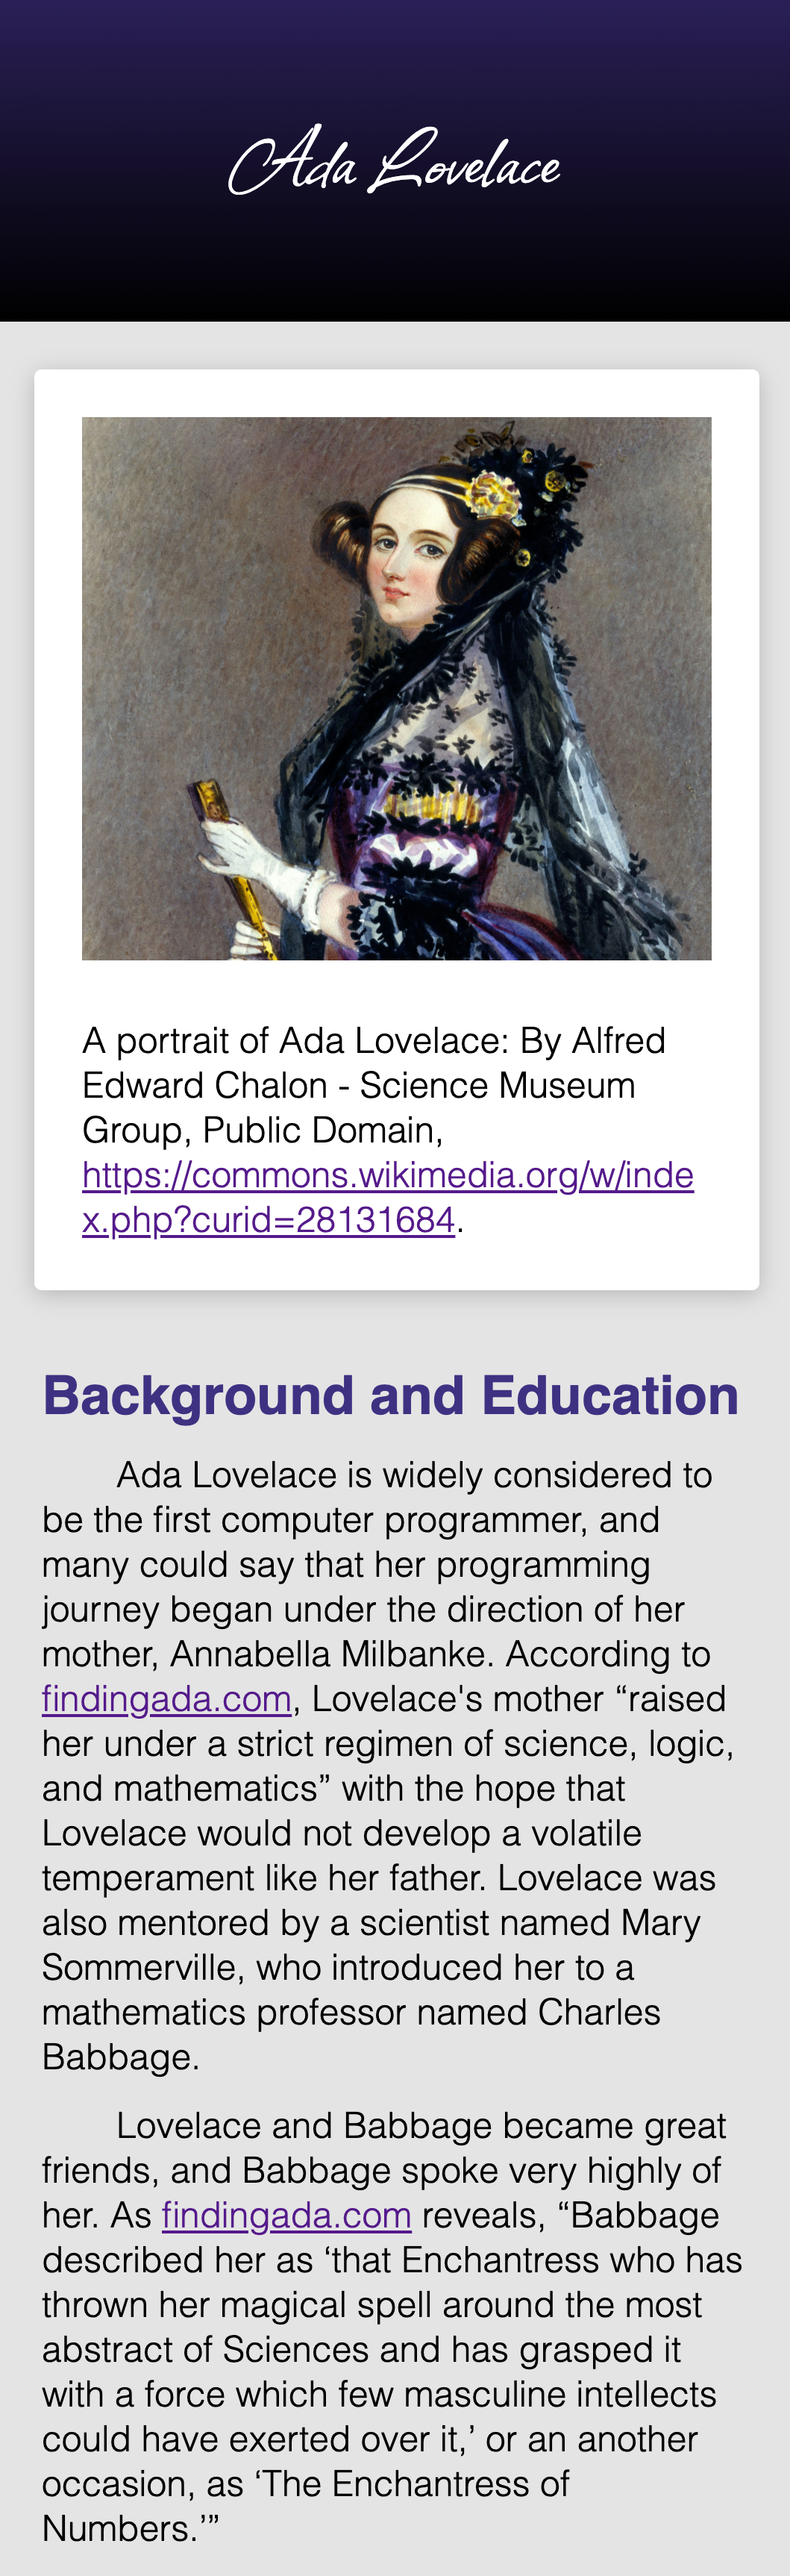 Ada Lovelace
A portrait of Ada Lovelace: By Alfred
Edward Chalon - Science Museum
Group, Public Domain,
https://commons.wikimedia.org/w/inde
x.php?curid=28131684.
Background and Education
Ada Lovelace is widely considered to
be the first computer programmer, and
many could say that her programming
journey began under the direction of her
mother, Annabella Milbanke. According to
findingada.com, Lovelace's mother “raised
her under a strict regimen of science, logic,
and mathematics” with the hope that
Lovelace would not develop a volatile
temperament like her father. Lovelace was
also mentored by a scientist named Mary
Sommerville, who introduced her to a
mathematics professor named Charles
Babbage.
Lovelace and Babbage became great
friends, and Babbage spoke very highly of
her. As findingada.com reveals, “Babbage
described her as ‘that Enchantress who has
thrown her magical spell around the most
abstract of Sciences and has grasped it
with a force which few masculine intellects
could have exerted over it,’ or an another
occasion, as ‘The Enchantress of
Numbers.’”